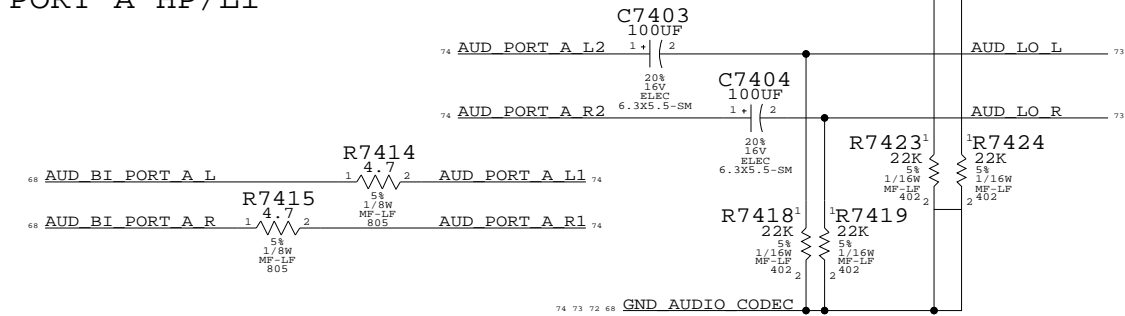 PORT A HP/LI
C7403
100UF
74 AUD_PORT_A_L2 1 + 2 AUD_LO_L 73
20%
16V
ELEC
6.3X5.5-SM
C7404
100UF
74 AUD_PORT_A_R2 1 + 2 AUD_LO_R 73
20%
16V
ELEC
6.3X5.5-SM
R7423 1
22K
5%
1/16W
MF-LF
402
2
1 R7424
22K
5%
1/16W
MF-LF
402
2
R7414
4.7
68 AUD_BI_PORT_A_L 1 2 AUD_PORT_A_L1 74
5%
1/8W
MF-LF
805
R7415
4.7
68 AUD_BI_PORT_A_R 1 2 AUD_PORT_A_R1 74
5%
1/8W
MF-LF
805
R7418 1
22K
5%
1/16W
MF-LF
402
2
1 R7419
22K
5%
1/16W
MF-LF
402
2
74 73 72 68 GND_AUDIO_CODEC